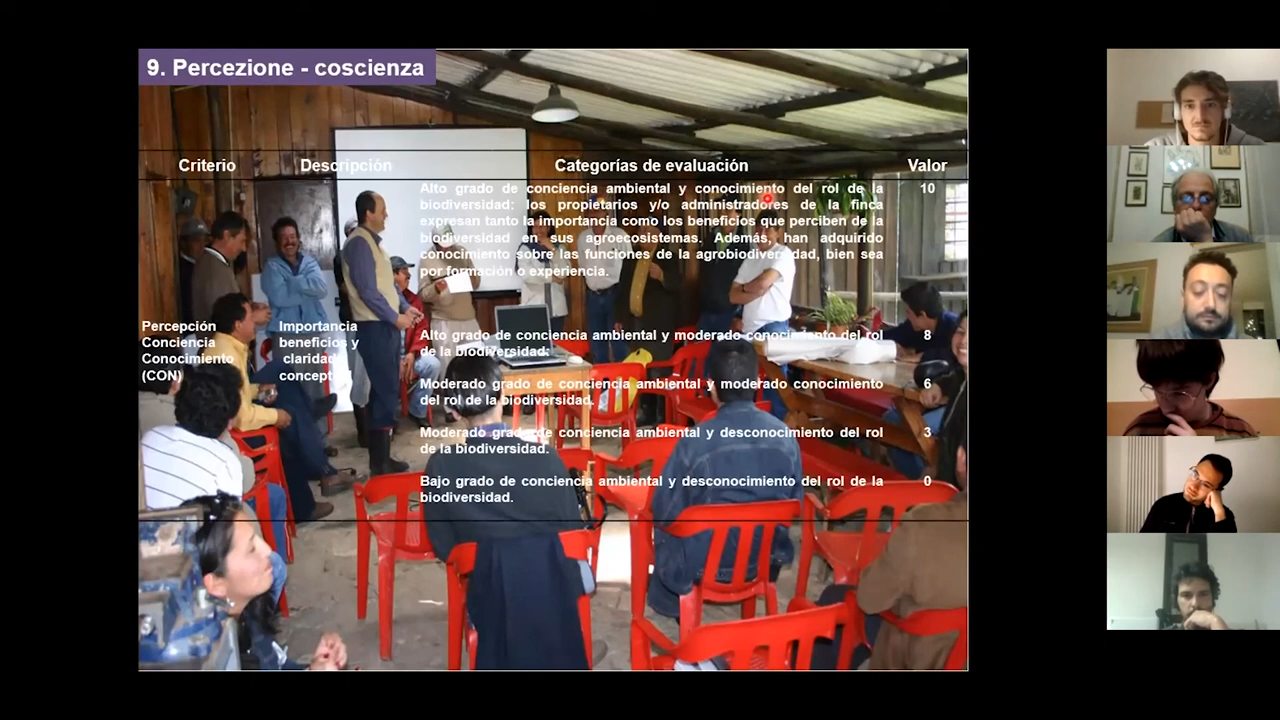 9. Percezione - coscienza
Criterio Descripción Categorías de evaluación Valor
Alto grado de conciencia ambiental y conocimiento del rol de la 10
biodiversidad: los propietarios y/o administradores de la finca
expresan tanto la importancia como los beneficios que perciben de la
biodiversidad en sus agroecosistemas. Además, han adquirido
conocimiento sobre las funciones de la agrobiodiversidad, bien sea
por formación o experiencia.
Percepción
Conciencia
Conocimiento
(CON)
Importancia
beneficios y
claridad
Alto grado de conciencia ambiental y moderado conocimiento del rol 8
de la biodiversidad:
Moderado grado de conciencia ambiental y moderado conocimiento 6
del rol de la biodiversidad.
Moderado grado de conciencia ambiental y desconocimiento del rol 3
de la biodiversidad.
Bajo grado de conciencia ambiental y desconocimiento del rol de la 0
biodiversidad.